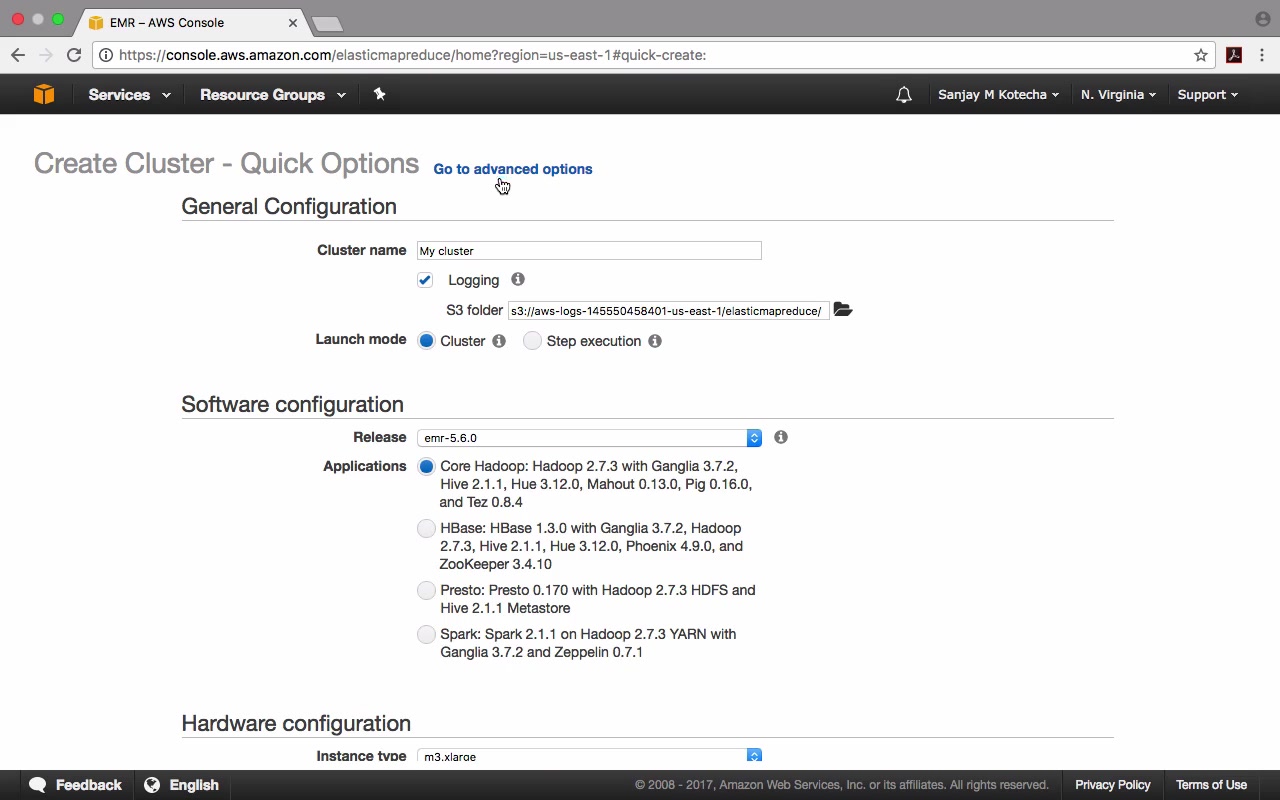 EMR – AWS Console
https://console.aws.amazon.com/elasticmapreduce/home?region=us-east-1#quick-create:
Services Resource Groups Sanjay M Kotecha N. Virginia Support
Create Cluster - Quick Options Go to advanced options
General Configuration
Cluster name My cluster
Logging
S3 folder s3://aws-logs-145550458401-us-east-1/elasticmapreduce/
Launch mode Cluster Step execution
Software configuration
Release emr-5.6.0
Applications Core Hadoop: Hadoop 2.7.3 with Ganglia 3.7.2,
Hive 2.1.1, Hue 3.12.0, Mahout 0.13.0, Pig 0.16.0,
and Tez 0.8.4
HBase: HBase 1.3.0 with Ganglia 3.7.2, Hadoop
2.7.3, Hive 2.1.1, Hue 3.12.0, Phoenix 4.9.0, and
ZooKeeper 3.4.10
Presto: Presto 0.170 with Hadoop 2.7.3 HDFS and
Hive 2.1.1 Metastore
Spark: Spark 2.1.1 on Hadoop 2.7.3 YARN with
Ganglia 3.7.2 and Zeppelin 0.7.1
Hardware configuration
Instance type m3.xlarge
Feedback English © 2008 - 2017, Amazon Web Services, Inc. or its affiliates. All rights reserved. Privacy Policy Terms of Use